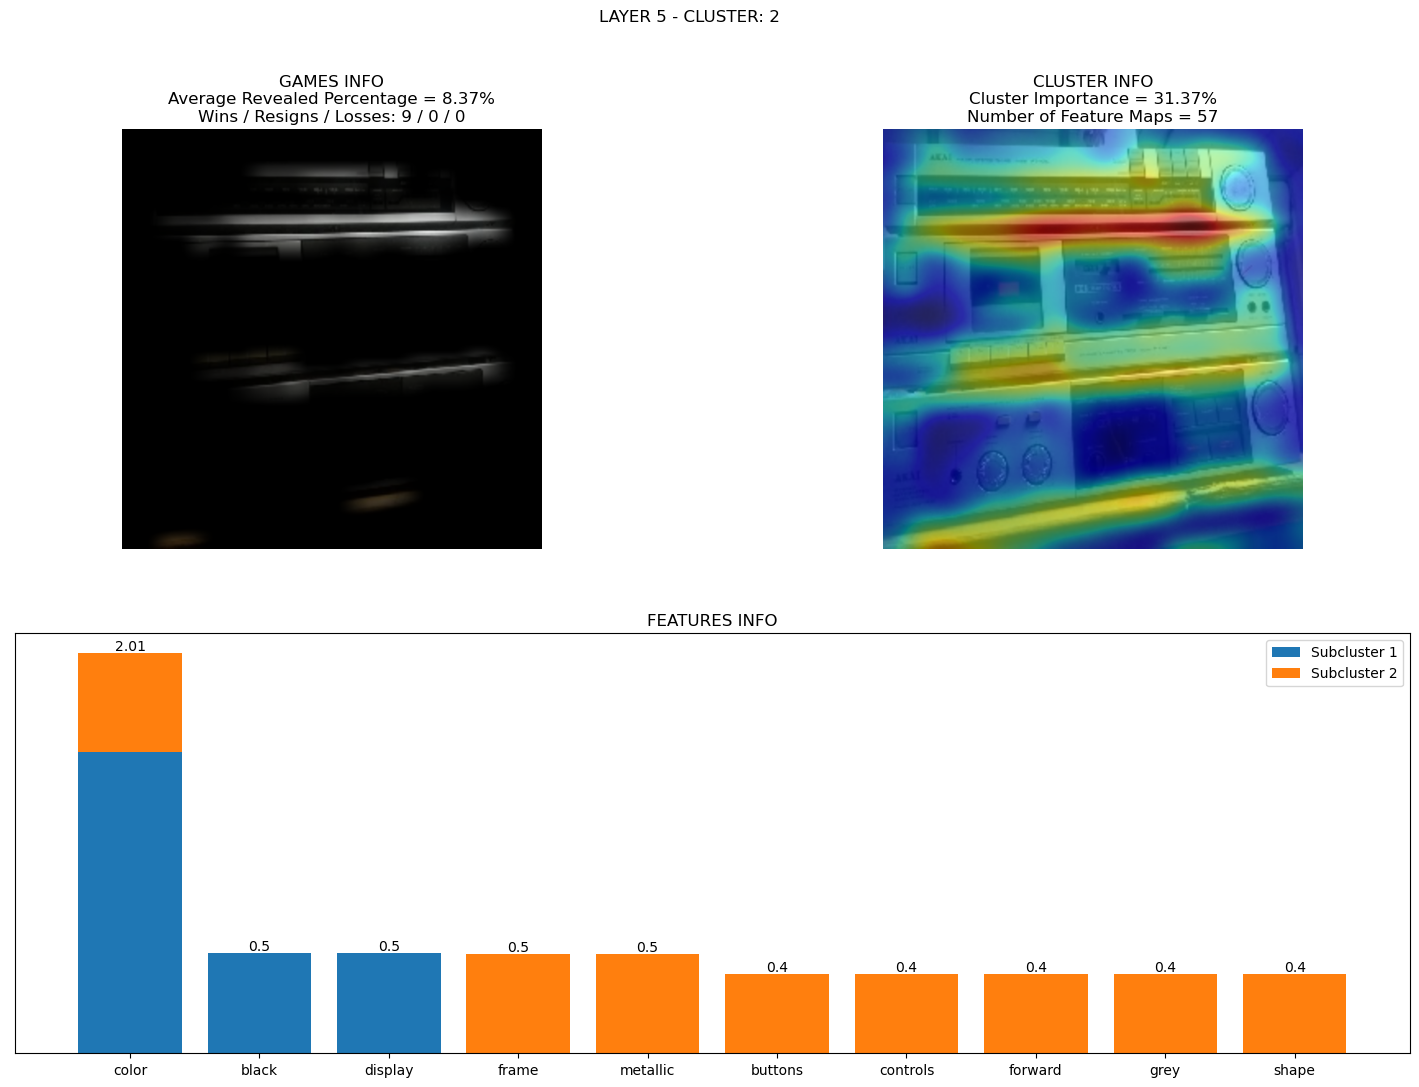 LAYER 5 - CLUSTER: 2
GAMES INFO
Average Revealed Percentage = 8.37%
Wins / Resigns / Losses: 9 / 0 / 0
CLUSTER INFO
Cluster Importance = 31.37%
Number of Feature Maps = 57
AKAI
FEATURES INFO
Subcluster 1
Subcluster 2
2.01
0.5
0.5
0.5
0.5
0.4
0.4
0.4
0.4
0.4
color
black
display
frame
metallic
buttons
controls
forward
grey
shape